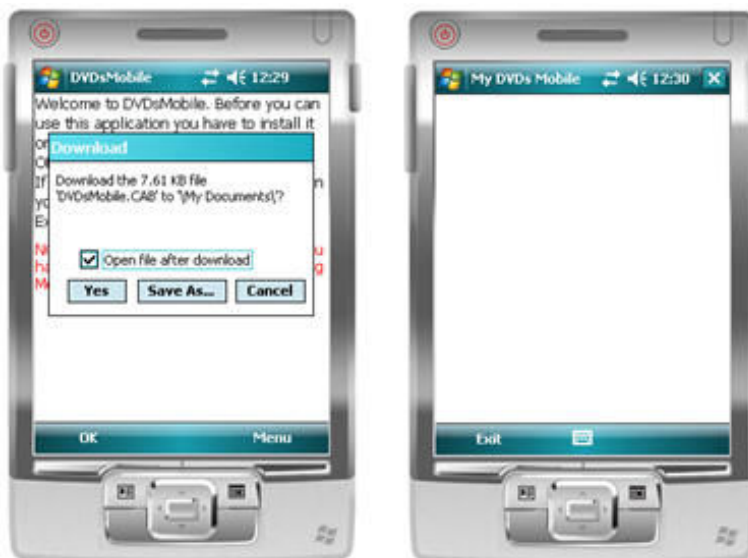 DVDsMobile 12:29
Welcome to DVDsMobile. Before you can
use this application you have to install it
Download
Download the 7.61 KB file
'DVDsMobile.CAB' to '\My Documents\'?
Open file after download
Yes Save As... Cancel
OK Menu
My DVDs Mobile 12:30
Exit